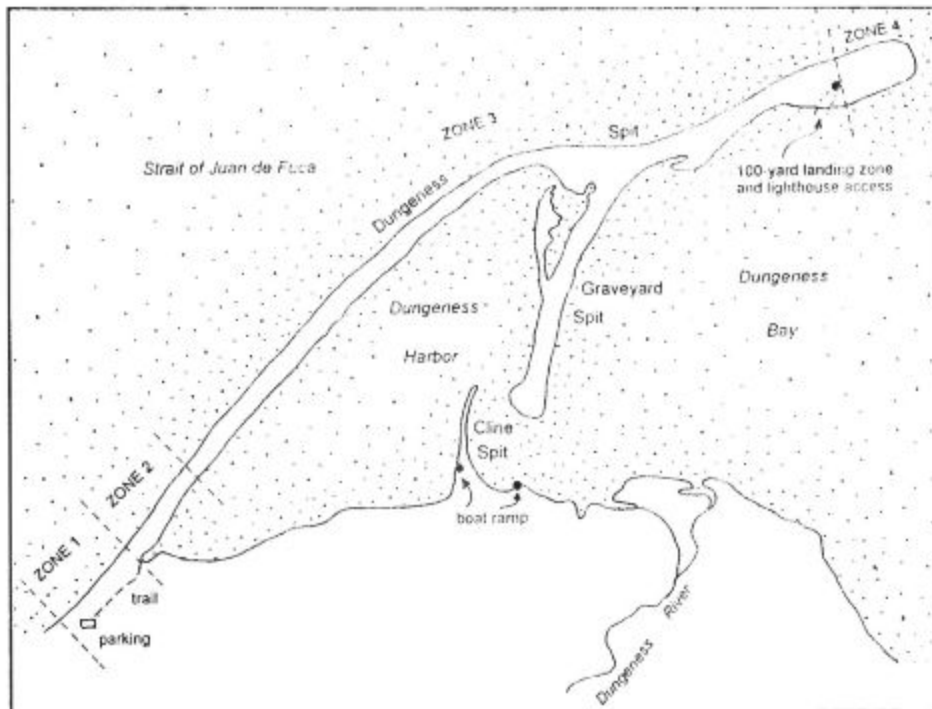 ZONE 4
ZONE 3
Spit
Strait of Juan de Fuca
100-yard landing zone
and lighthouse access
Dungeness
Dungeness
Harbor
Graveyard
Spit
Dungeness
Bay
Cline
Spit
ZONE 2
boat ramp
ZONE 1
trail
parking
Dungeness
River